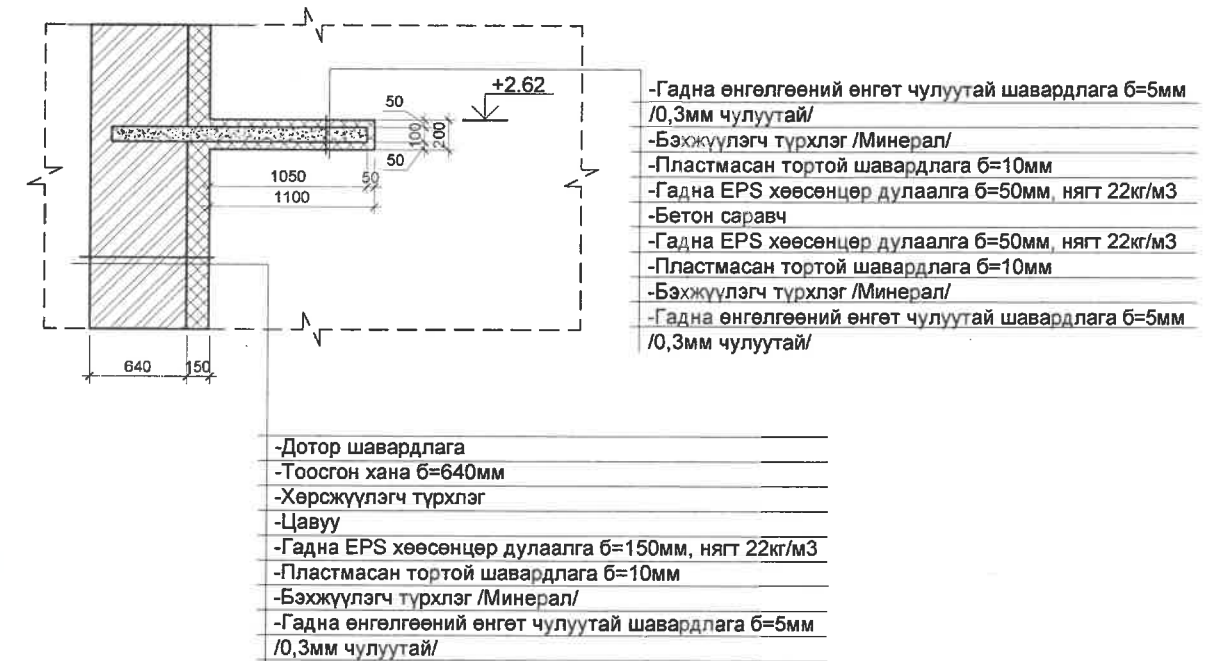 +2.62
50
100
200
50
1050
50
1100
640
150
-Гадна өнгөлгөөний өнгөт чулуутай шавардлага б=5мм
/0,3мм чулуутай/
-Бэхжүүлэгч түрхлэг /Минерал/
-Пластмасан тортой шавардлага б=10мм
-Гадна EPS хөөсөнцөр дулаалга б=50мм, нягт 22кг/м3
-Бетон саравч
-Гадна EPS хөөсөнцөр дулаалга б=50мм, нягт 22кг/м3
-Пластмасан тортой шавардлага б=10мм
-Бэхжүүлэгч түрхлэг /Минерал/
-Гадна өнгөлгөөний өнгөт чулуутай шавардлага б=5мм
/0,3мм чулуутай/
-Дотор шавардлага
-Тоосгон хана б=640мм
-Хөрсжүүлэгч түрхлэг
-Цавуу
-Гадна EPS хөөсөнцөр дулаалга б=150мм, нягт 22кг/м3
-Пластмасан тортой шавардлага б=10мм
-Бэхжүүлэгч түрхлэг /Минерал/
-Гадна өнгөлгөөний өнгөт чулуутай шавардлага б=5мм
/0,3мм чулуутай/